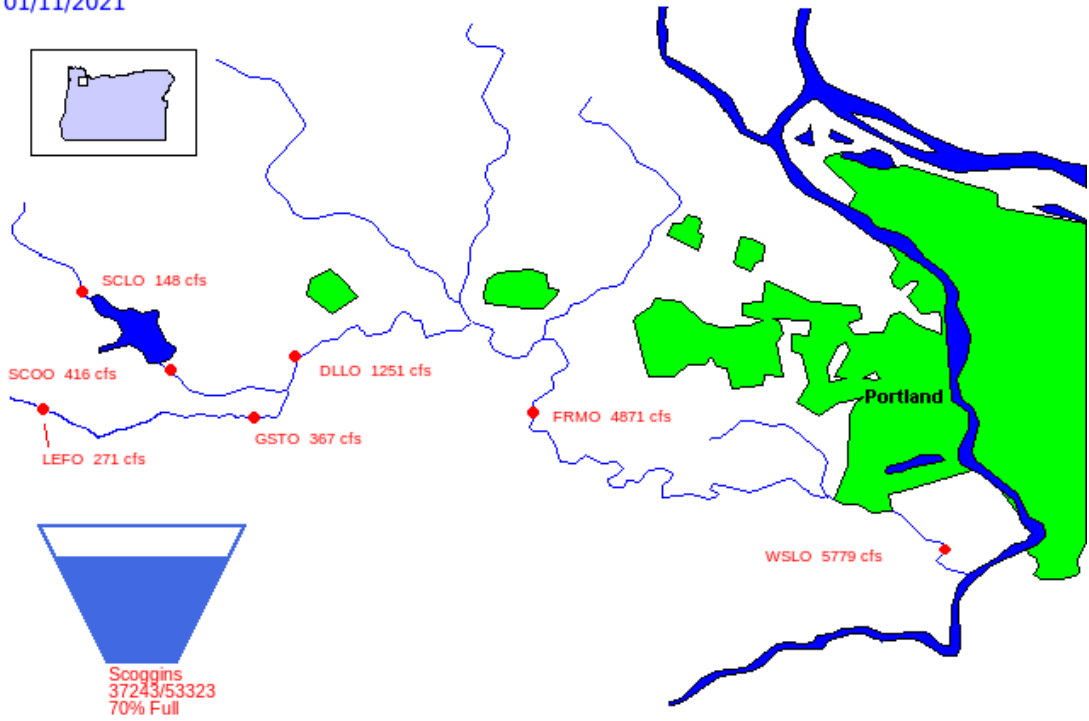 01/11/2021
SCLO 148 cfs
SCOO 416 cfs
DLLO 1251 cfs
Portland
FRMO 4871 cfs
GSTO 367 cfs
LEFO 271 cfs
WSLO 5779 cfs
Scoggins
37243/53323
70% Full